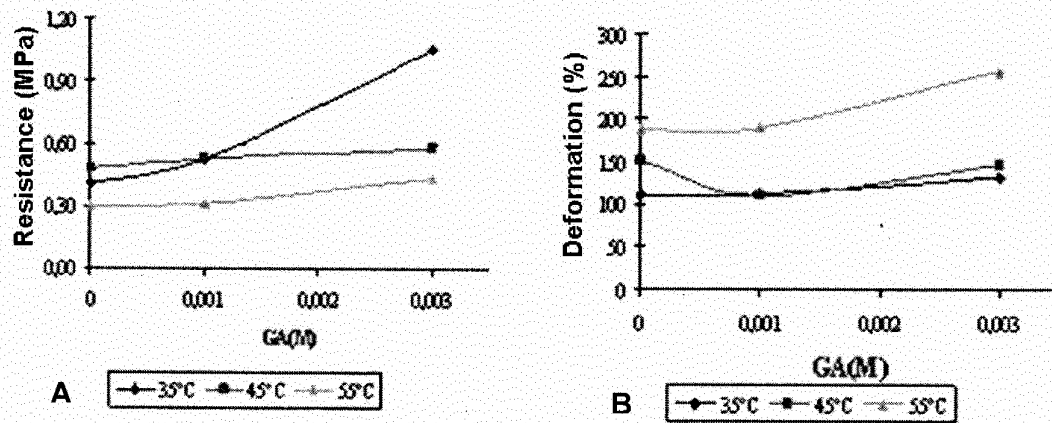 Resistance (MPa)
1,20
0,90
0,60
0,30
0,00
0
0,001
0,002
0,003
GA(M)
A
35°C
45°C
55°C
Deformation (%)
300
250
200
150
100
50
0
0
0,001
0,002
0,003
GA(M)
B
35°C
45°C
55°C